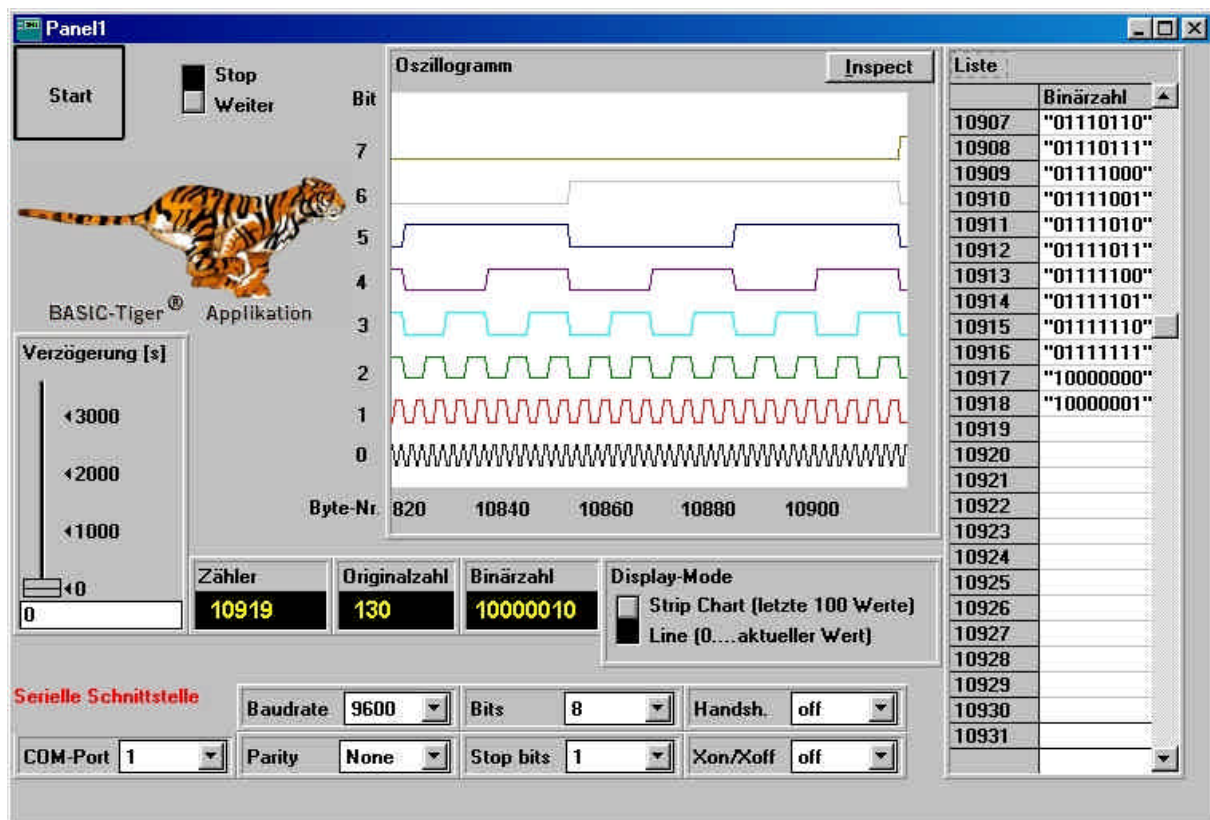 Panel1
Start
Stop
Weiter
BASIC-Tiger® Applikation
Verzögerung [s]
3000
2000
1000
0
0
Oszillogramm
Inspect
Bit
7
6
5
4
3
2
1
0
Byte-Nr. 820 10840 10860 10880 10900
Zähler
10919
Originalzahl
130
Binärzahl
10000010
Display-Mode
Strip Chart (letzte 100 Werte)
Line (0....aktueller Wert)
Serielle Schnittstelle
Baudrate 9600
Bits 8
Handsh. off
COM-Port 1
Parity None
Stop bits 1
Xon/Xoff off
Liste
Binärzahl
10907 "01110110"
10908 "01110111"
10909 "01111000"
10910 "01111001"
10911 "01111010"
10912 "01111011"
10913 "01111100"
10914 "01111101"
10915 "01111110"
10916 "01111111"
10917 "10000000"
10918 "10000001"
10919
10920
10921
10922
10923
10924
10925
10926
10927
10928
10929
10930
10931